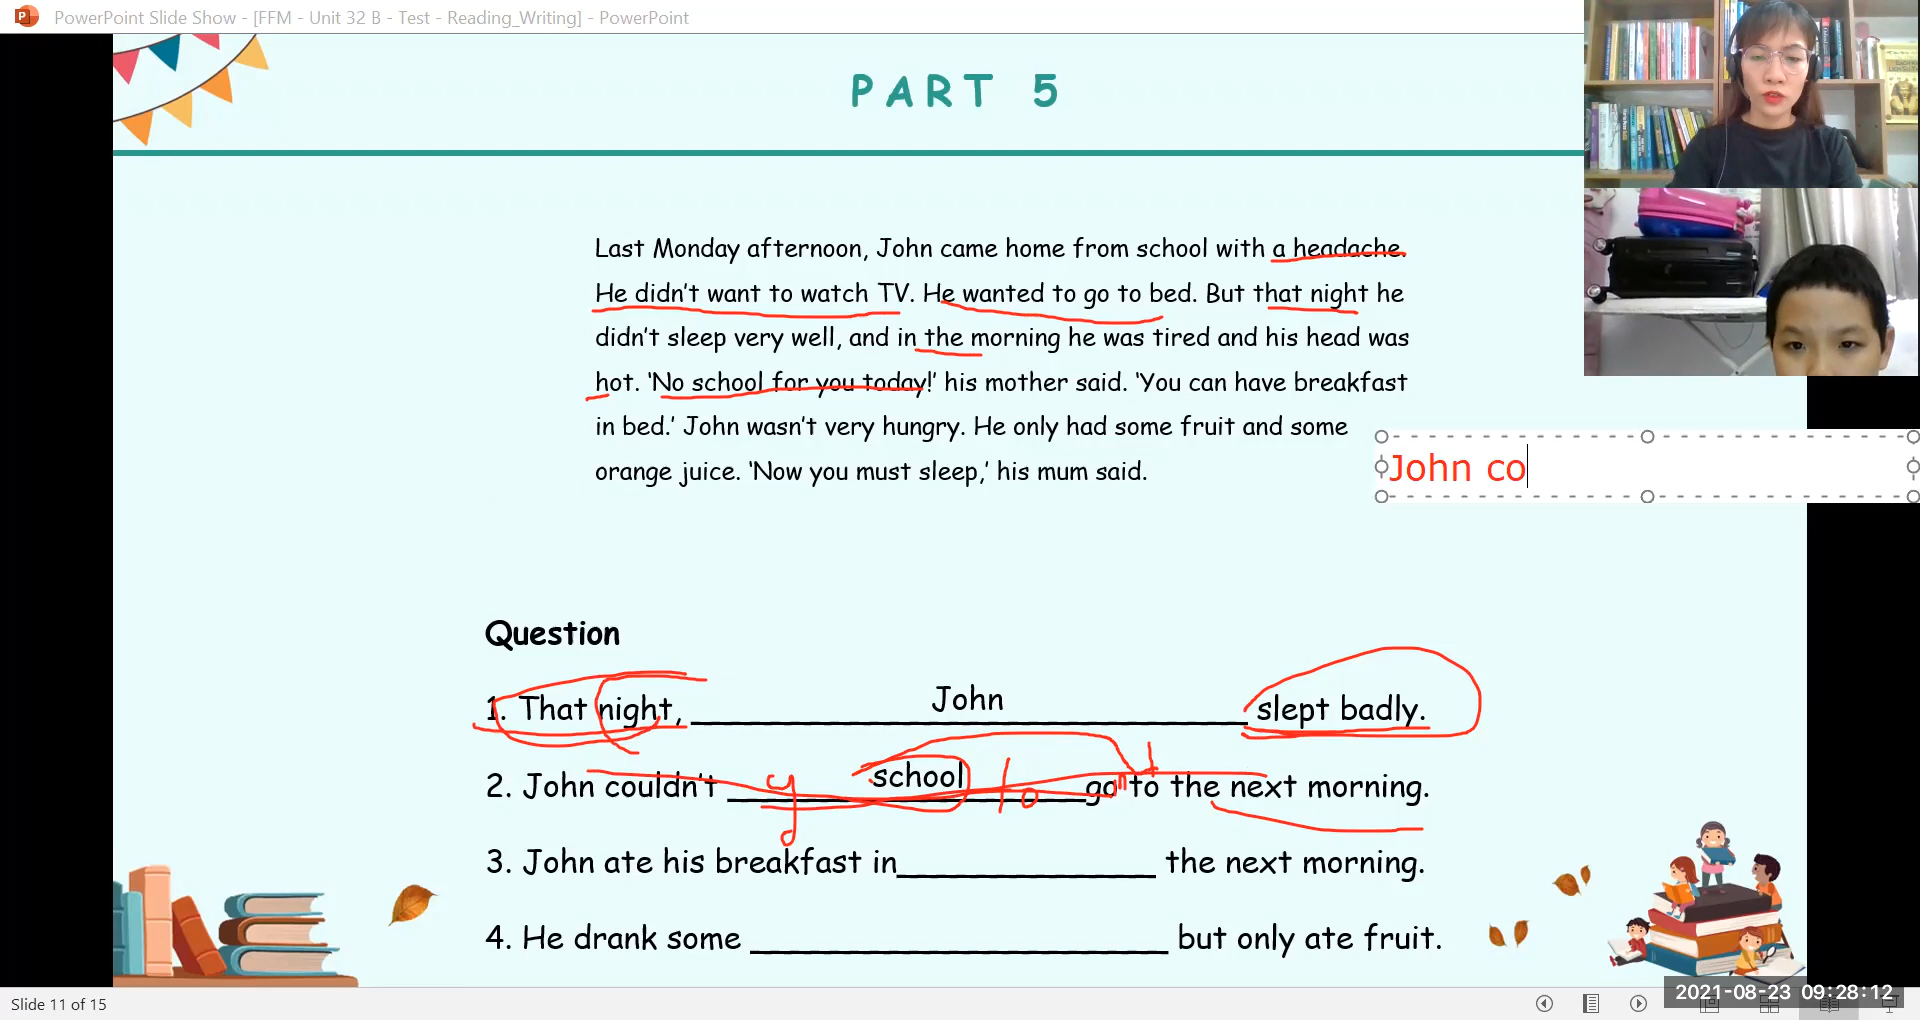 PowerPoint Slide Show - [FFM - Unit 32 B - Test - Reading_Writing] - PowerPoint
PART 5
Last Monday afternoon, John came home from school with a headache.
He didn't want to watch TV. He wanted to go to bed. But that night he
didn't sleep very well, and in the morning he was tired and his head was
hot. 'No school for you today!' his mother said. 'You can have breakfast
in bed.' John wasn't very hungry. He only had some fruit and some
orange juice. 'Now you must sleep,' his mum said.
John co
Question
1. That night, John slept badly.
2. John couldn't school go to the next morning.
to
3. John ate his breakfast in the next morning.
4. He drank some but only ate fruit.
Slide 11 of 15
2021-08-23 09:28:12